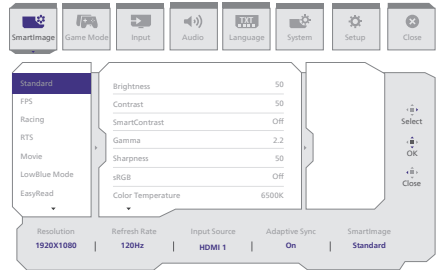 TXT
SmartImage
Game Mode
Input
Audio
Language
System
Setup
Close
Standard
FPS
Racing
RTS
Movie
LowBlue Mode
EasyRead
Brightness 50
Contrast 50
SmartContrast Off
Gamma 2.2
Sharpness 50
sRGB Off
Color Temperature 6500K
Select
OK
Close
Resolution
1920X1080
Refresh Rate
120Hz
Input Source
HDMI 1
Adaptive Sync
On
SmartImage
Standard